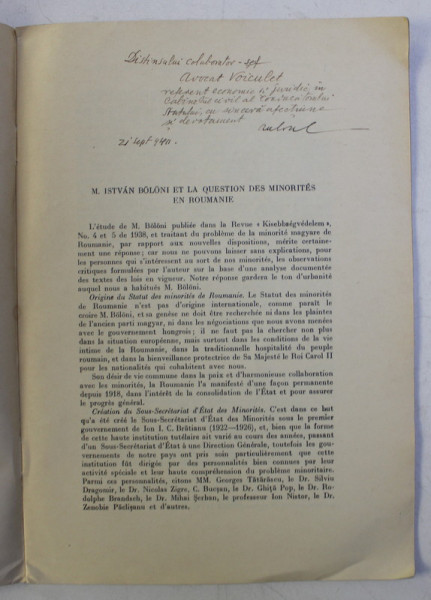 Distinsului colaborator - șef
Avocat Voiculeț
referent economic și juridic în
Cabinetul civil al Conducătorului
Statului, cu sinceră afecțiune
și devotament
21 sept 940.
M. ISTVÁN BÖLÖNI ET LA QUESTION DES MINORITÉS
EN ROUMANIE
L'étude de M. Bölöni publiée dans la Revue « Kisebbségvédelem »,
No. 4 et 5 de 1938, et traitant du problème de la minorité magyare de
Roumanie, par rapport aux nouvelles dispositions, mérite certaine-
ment une réponse; car nous ne pouvons laisser sans explications, pour
les personnes qui s'intéressent au sort de nos minorités, les observations
critiques formulées par l'auteur sur la base d'une analyse documentée
des textes des lois en vigueur. Notre réponse gardera le ton d'urbanité
auquel nous a habitués M. Bölöni.
Origine du Statut des minorités de Roumanie. Le Statut des minorités
de Roumanie n'est pas d'origine internationale, comme paraît le
croire M. Bölöni, et sa genèse ne doit être recherchée ni dans les plaintes
de l'ancien parti magyar, ni dans les négociations que nous avons menées
avec le gouvernement hongrois; il ne faut pas la chercher non plus
dans la situation européenne, mais surtout dans les conditions de la vie
intime de la Roumanie, dans la traditionnelle hospitalité du peuple
roumain, et dans la bienveillance protectrice de Sa Majesté le Roi Carol II
pour les nationalités qui cohabitent avec nous.
Son désir de vie commune dans la paix et d'harmonieuse collaboration
avec les minorités, la Roumanie l'a manifesté d'une façon permanente
depuis 1918, dans l'intérêt de la consolidation de l'État et pour assurer
le progrès général.
Création du Sous-Secrétariat d'État des Minorités. C'est dans ce but
qu'a été créé le Sous-Secrétariat d'État des Minorités sous le premier
gouvernement de Ion I. C. Brătianu (1922—1926), et, bien que la forme
de cette haute institution tutélaire ait varié au cours des années, passant
d'un Sous-Secrétariat d'État à une Direction Générale, toutefois les gou-
vernements de notre pays ont pris soin particulièrement que cette
institution fût dirigée par des personnalités bien connues par leur
activité spéciale et leur haute compréhension du problème minoritaire.
Parmi ces personnalités, citons MM. Georges Tătărăscu, le Dr. Silviu
Dragomir, le Dr. Nicolas Zigre, C. Bucșan, le Dr. Ghiță Pop, le Dr. Ru-
dolphe Brandsch, le Dr. Mihai Șerban, le professeur Ion Nistor, le Dr.
Zenobie Pâclișanu et d'autres.